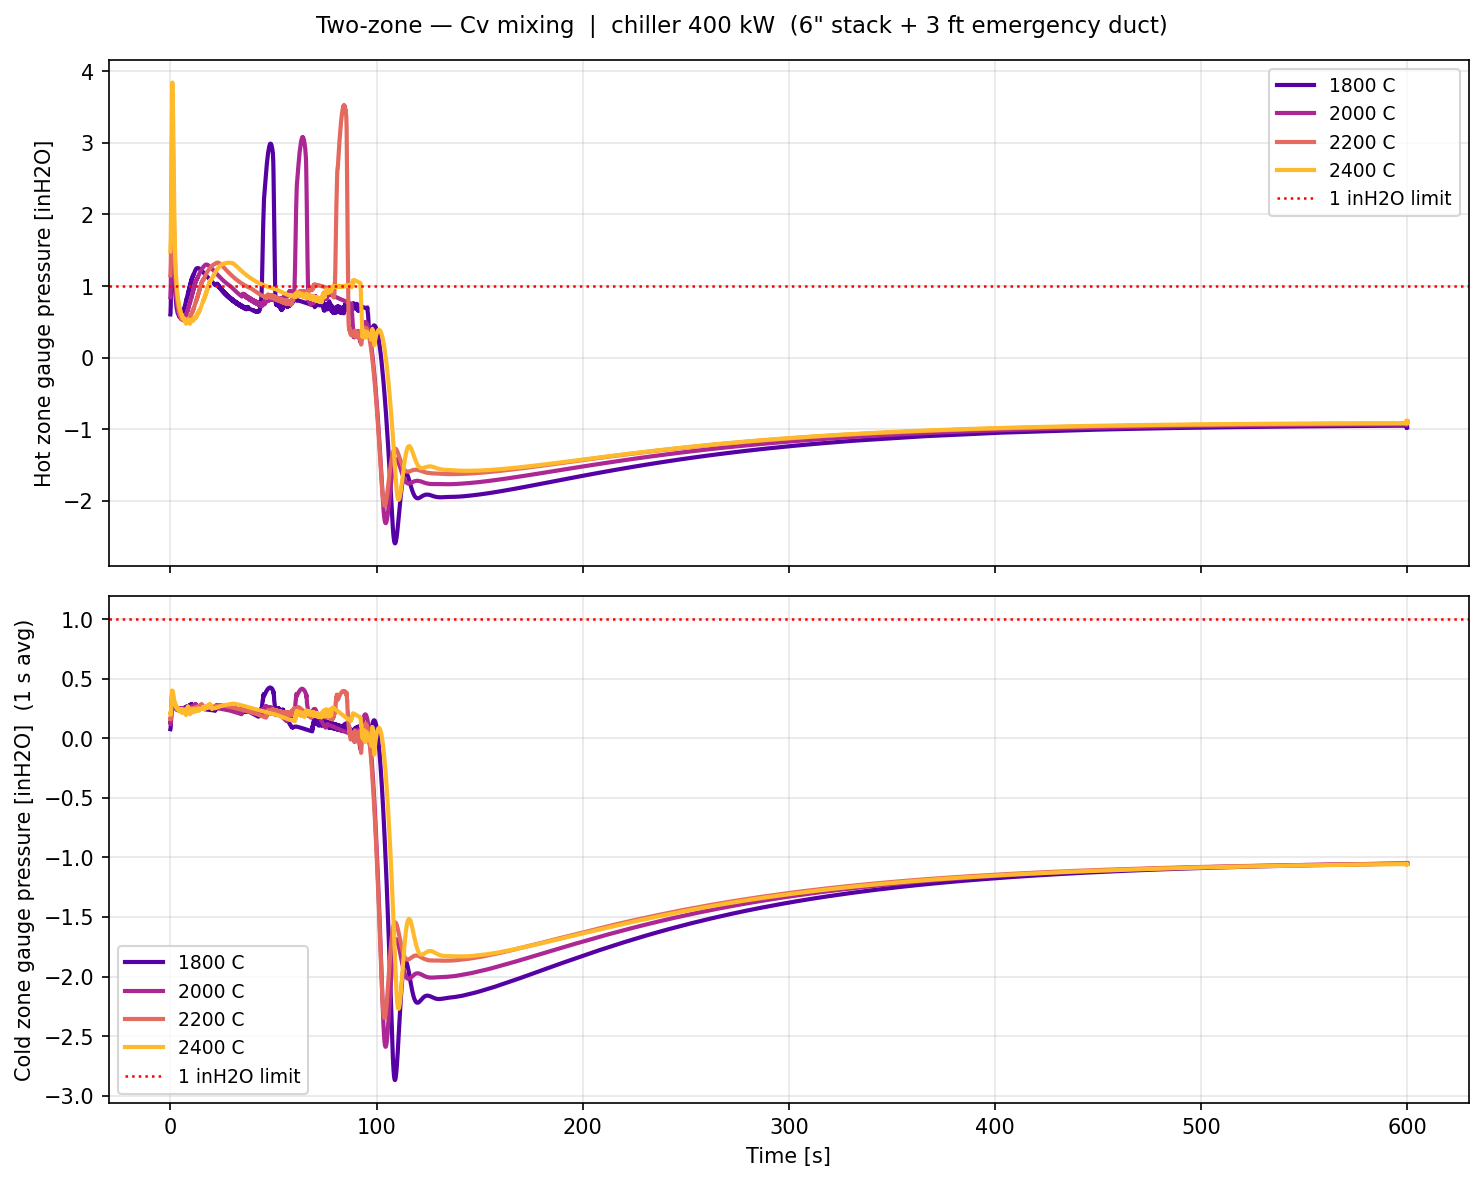 Two-zone — Cv mixing | chiller 400 kW (6" stack + 3 ft emergency duct)
Hot zone gauge pressure [inH2O]
4
3
2
1
0
−1
−2
1800 C
2000 C
2200 C
2400 C
1 inH2O limit
Cold zone gauge pressure [inH2O] (1 s avg)
1.0
0.5
0.0
−0.5
−1.0
−1.5
−2.0
−2.5
−3.0
1800 C
2000 C
2200 C
2400 C
1 inH2O limit
0 100 200 300 400 500 600
Time [s]